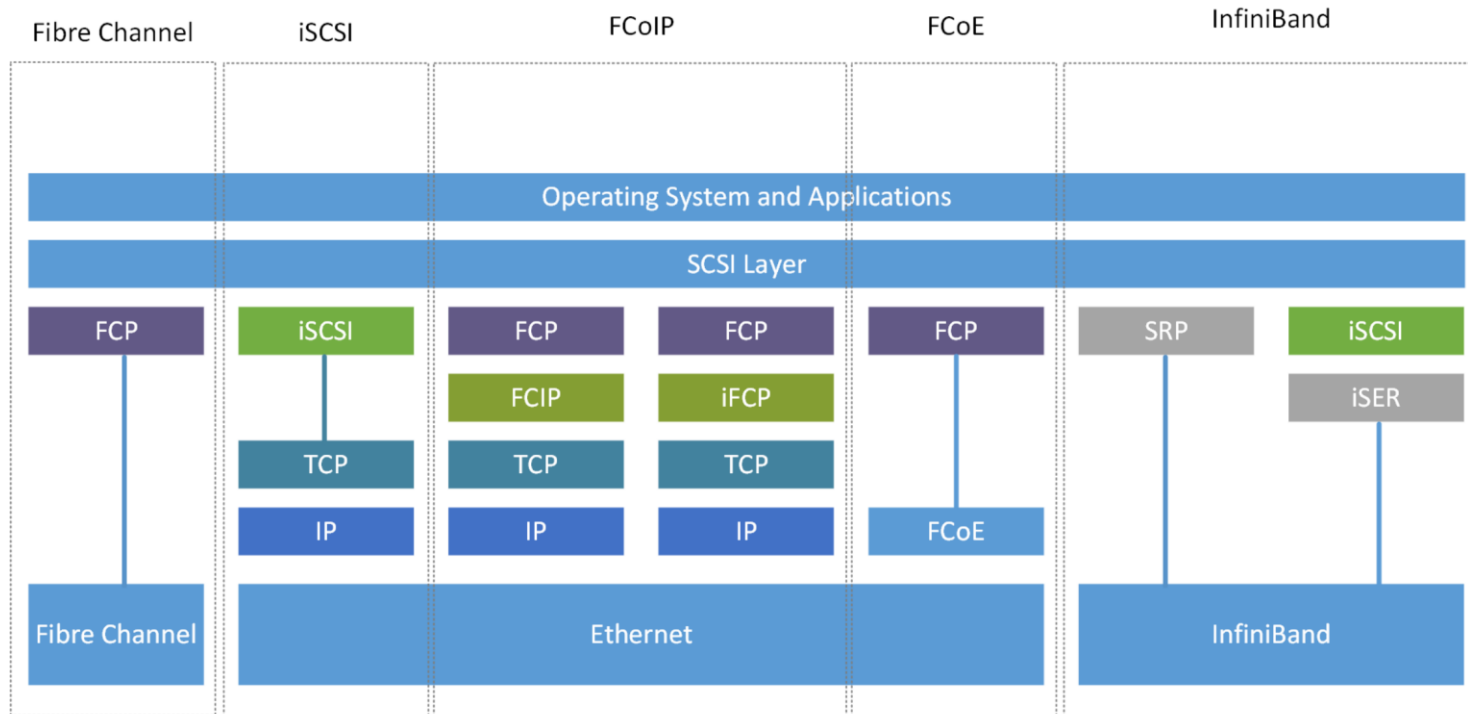 Fibre Channel
iSCSI
FCoIP
FCoE
InfiniBand
Operating System and Applications
SCSI Layer
FCP
iSCSI
FCP
FCP
FCP
SRP
iSCSI
FCIP
iFCP
iSER
TCP
TCP
TCP
IP
IP
IP
FCoE
Fibre Channel
Ethernet
InfiniBand